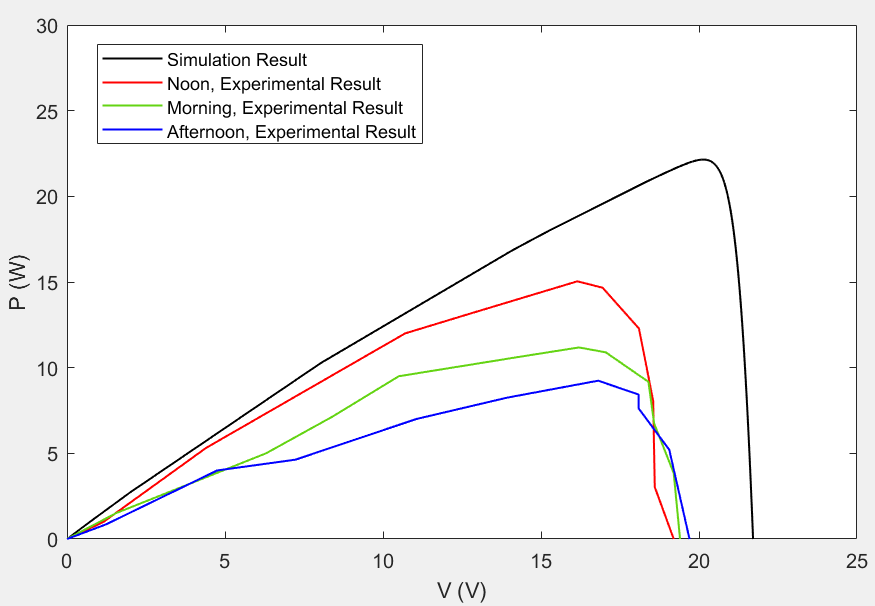 30
25
20
15
10
5
0
P (W)
Simulation Result
Noon, Experimental Result
Morning, Experimental Result
Afternoon, Experimental Result
0 5 10 15 20 25
V (V)